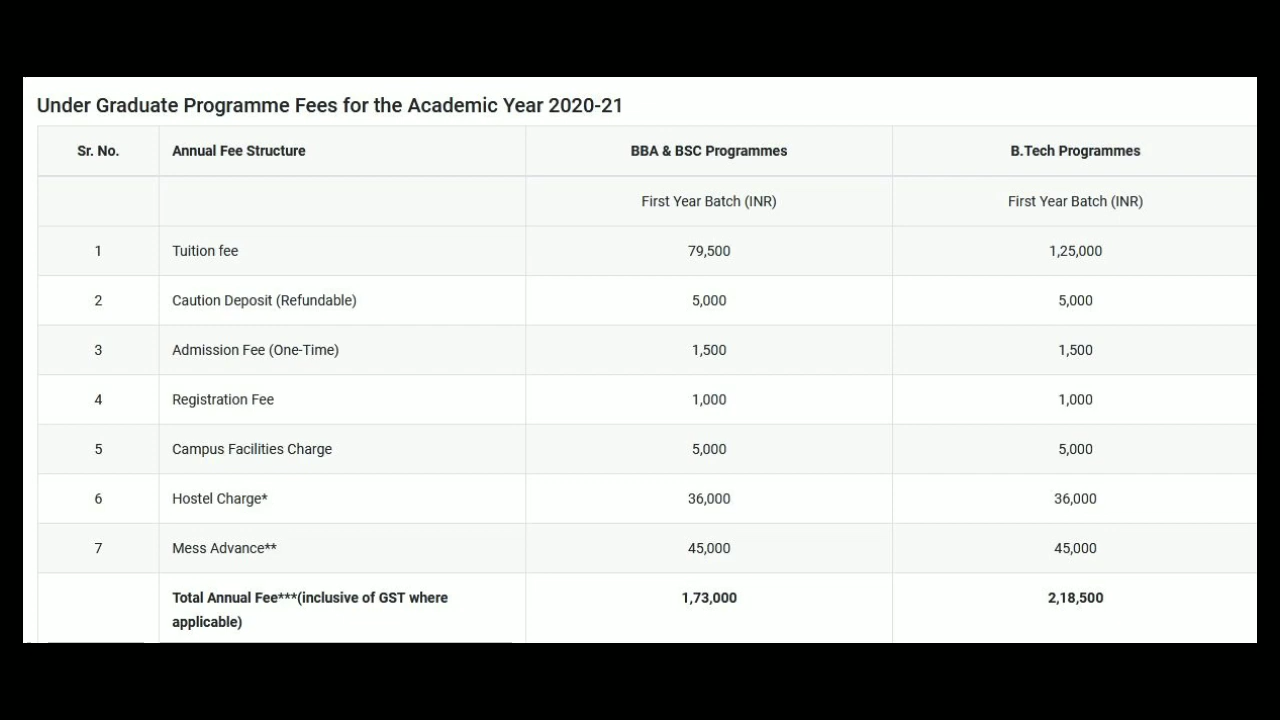 Under Graduate Programme Fees for the Academic Year 2020-21
Sr. No. Annual Fee Structure BBA & BSC Programmes B.Tech Programmes
First Year Batch (INR) First Year Batch (INR)
1 Tuition fee 79,500 1,25,000
2 Caution Deposit (Refundable) 5,000 5,000
3 Admission Fee (One-Time) 1,500 1,500
4 Registration Fee 1,000 1,000
5 Campus Facilities Charge 5,000 5,000
6 Hostel Charge* 36,000 36,000
7 Mess Advance** 45,000 45,000
Total Annual Fee***(inclusive of GST where 1,73,000 2,18,500
applicable)